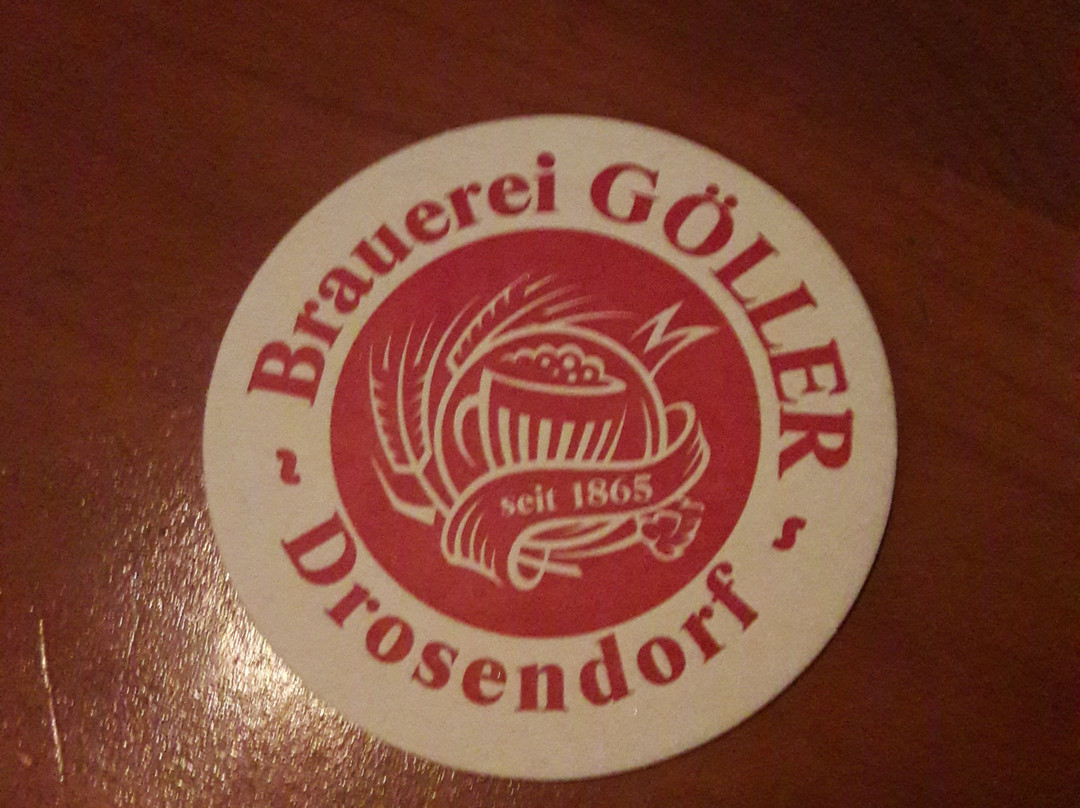 Brauerei GÖLLER
seit 1865
~ Drosendorf ~